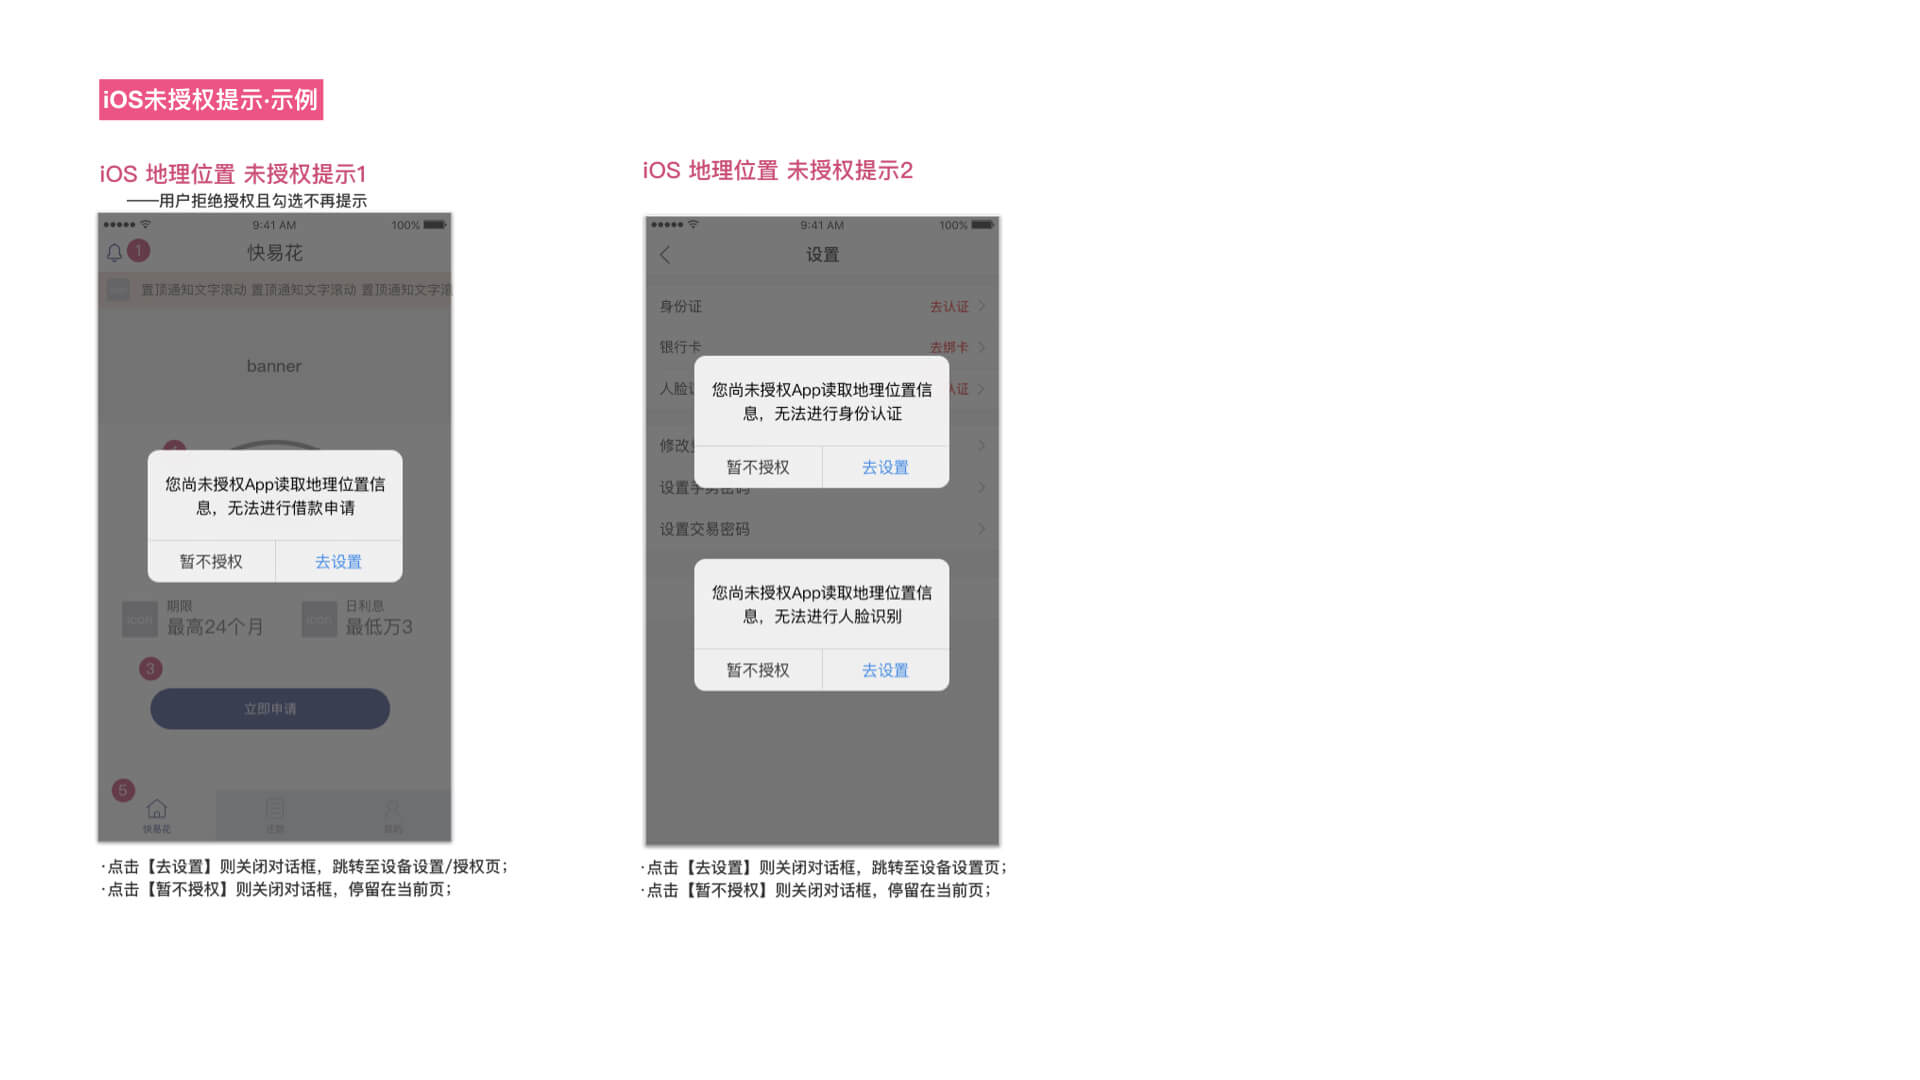 iOS未授权提示·示例
iOS 地理位置 未授权提示1
——用户拒绝授权且勾选不再提示
9:41 AM
100%
1
快易花
置顶通知文字滚动 置顶通知文字滚动 置顶通知文字滚
banner
您尚未授权App读取地理位置信
息，无法进行借款申请
暂不授权
去设置
icon
期限
最高24个月
icon
日利息
最低万3
3
立即申请
5
快易花
我的
·点击【去设置】则关闭对话框，跳转至设备设置/授权页；
·点击【暂不授权】则关闭对话框，停留在当前页；
iOS 地理位置 未授权提示2
9:41 AM
100%
设置
身份证
去认证
银行卡
去绑卡
人脸
认证
您尚未授权App读取地理位置信
息，无法进行身份认证
暂不授权
去设置
修改
设置手势密码
设置交易密码
您尚未授权App读取地理位置信
息，无法进行人脸识别
暂不授权
去设置
·点击【去设置】则关闭对话框，跳转至设备设置页；
·点击【暂不授权】则关闭对话框，停留在当前页；